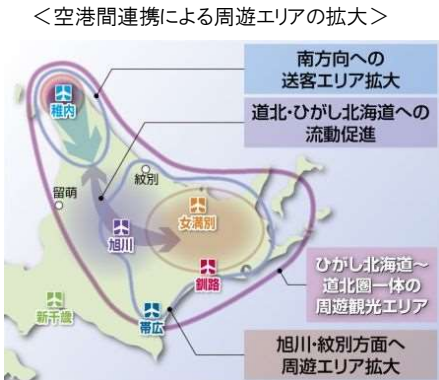 ＜空港間連携による周遊エリアの拡大＞
南方向への
送客エリア拡大
稚内
道北・ひがし北海道への
流動促進
紋別
留萌
女満別
旭川
釧路
ひがし北海道～
道北圏一体の
周遊観光エリア
新千歳
帯広
旭川・紋別方面へ
周遊エリア拡大